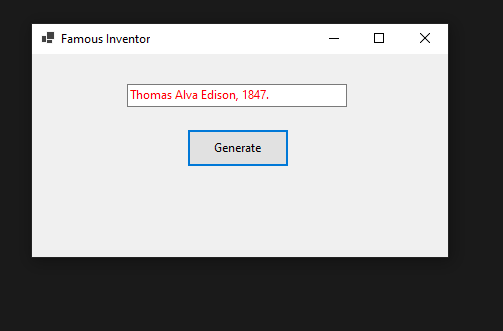 Famous Inventor
Thomas Alva Edison, 1847.
Generate